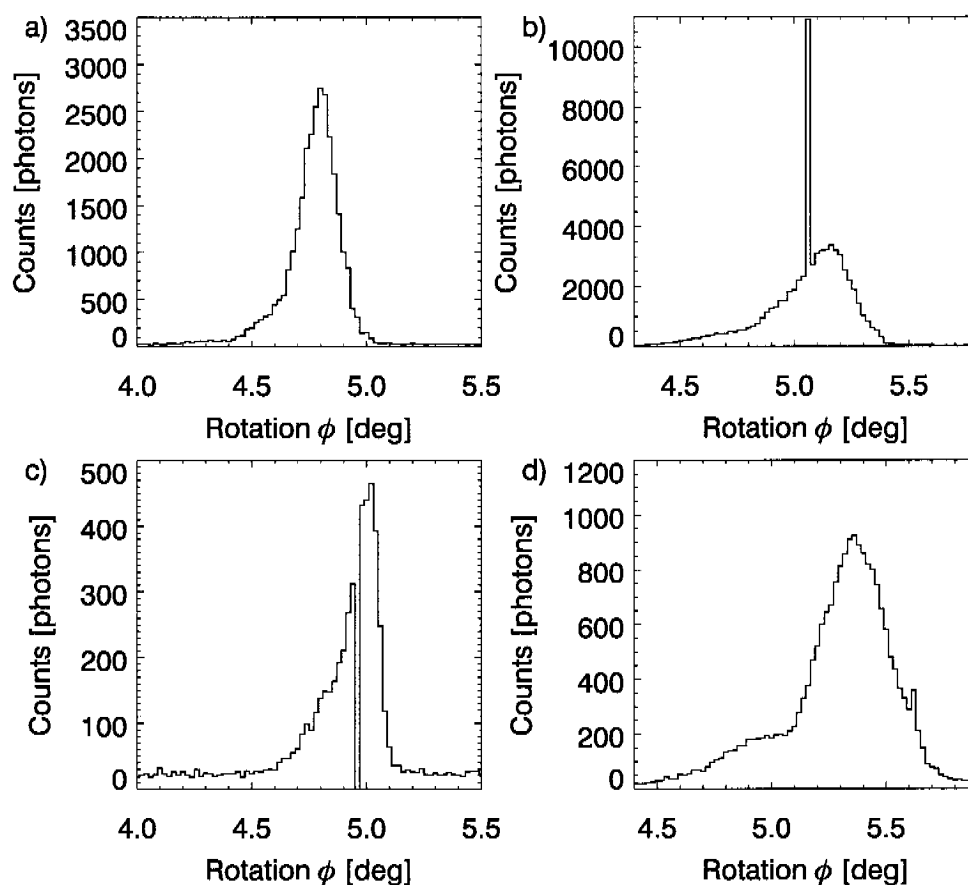 a)
3500
3000
2500
2000
1500
1000
500
0
Counts [photons]
4.0 4.5 5.0 5.5
Rotation ϕ [deg]
b)
10000
8000
6000
4000
2000
0
Counts [photons]
4.5 5.0 5.5
Rotation ϕ [deg]
c)
500
400
300
200
100
0
Counts [photons]
4.0 4.5 5.0 5.5
Rotation ϕ [deg]
d)
1200
1000
800
600
400
200
0
Counts [photons]
4.5 5.0 5.5
Rotation ϕ [deg]